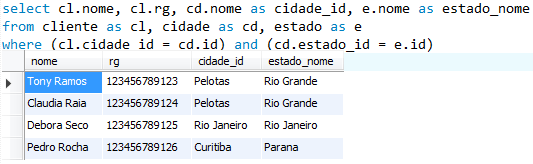 select cl.nome, cl.rg, cd.nome as cidade_id, e.nome as estado_nome
from cliente as cl, cidade as cd, estado as e
where (cl.cidade_id = cd.id) and (cd.estado_id = e.id)
nome rg cidade_id estado_nome
Tony Ramos 123456789123 Pelotas Rio Grande
Claudia Raia 123456789124 Pelotas Rio Grande
Debora Seco 123456789125 Rio Janeiro Rio Janeiro
Pedro Rocha 123456789126 Curitiba Parana